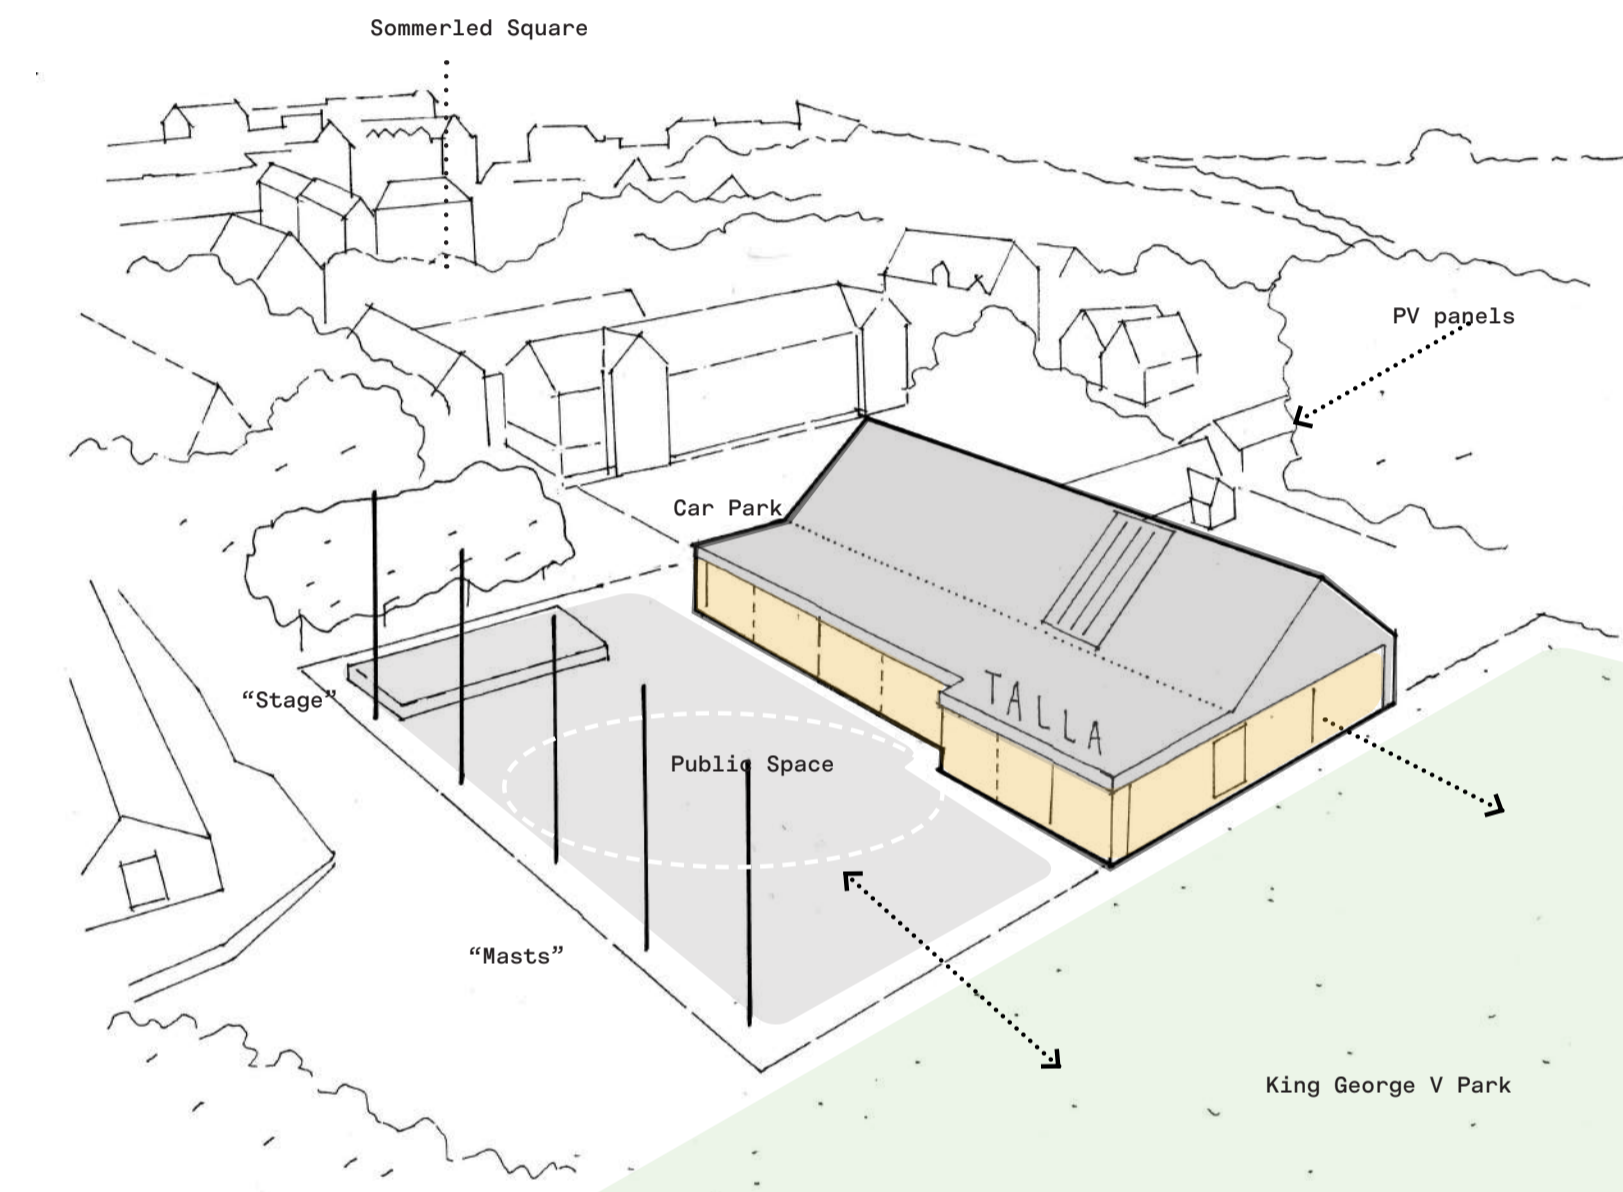 Sommerled Square
PV panels
Car Park
TALLA
“Stage”
Public Space
“Masts”
King George V Park